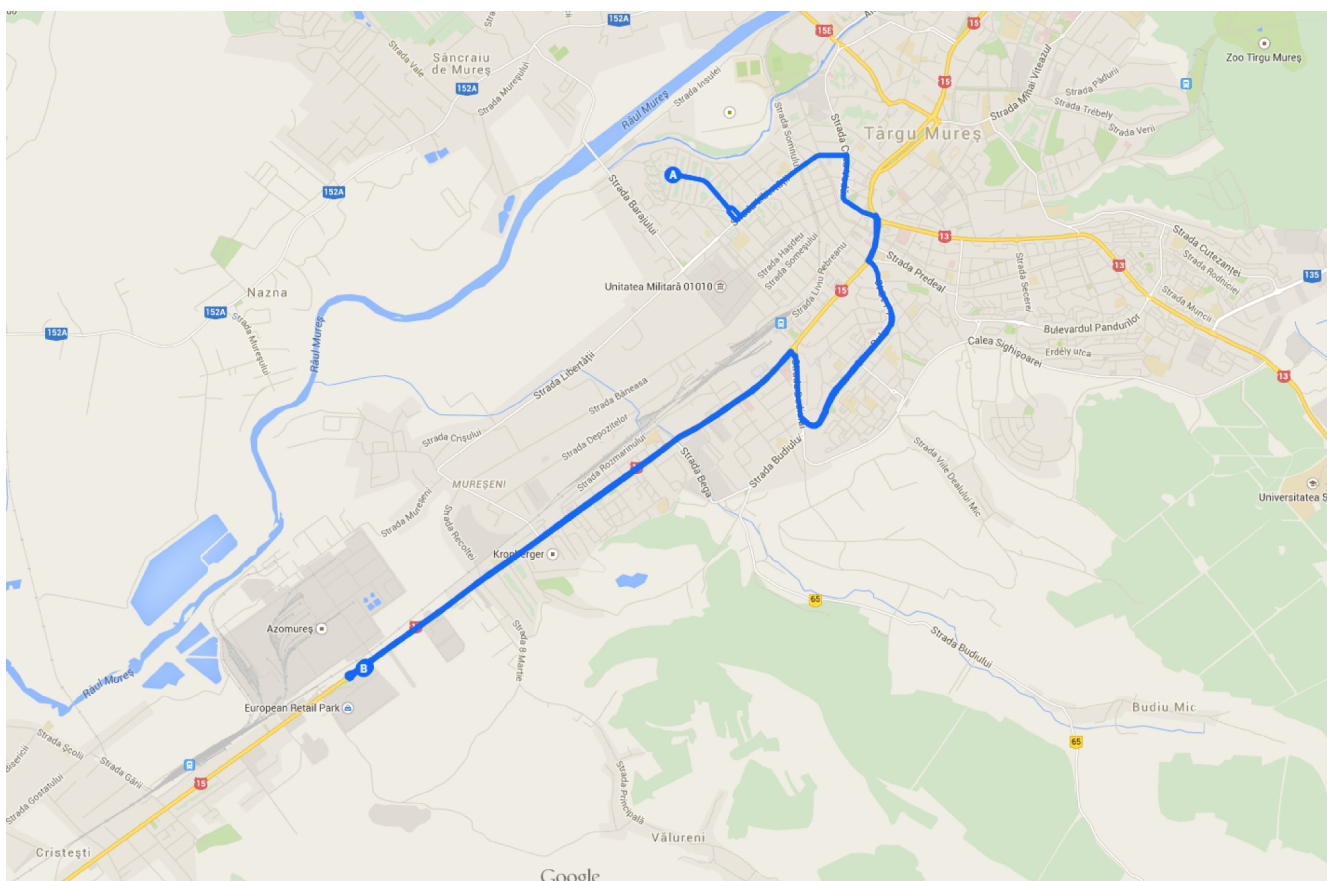 152A
15E
15
Zoo Tîrgu Mureș
Sâncraiu
de Mureș
Strada Vale
152A
Strada Mureșului
Râul Mureș
Strada Insulei
Strada Somnului
15
Strada Mihai Viteazul
Strada Pădurii
Strada Trébely
Strada Verii
Târgu Mureș
A
152A
Strada Barajului
Strada Hașdeu
Strada Someșului
Strada Liviu Rebreanu
13
Strada Predeal
Strada Secerei
Strada Cutezanței
Strada Rodniciei
Strada Muncii
13
135
Nazna
152A
152A
Strada Mureșului
Râul Mureș
Unitatea Militară 01010
15
Bulevardul Pandurilor
Calea Sighișoarei
Erdély utca
13
Strada Libertății
Strada Băneasa
Strada Depozitelor
Strada Rozmarinului
Strada Crișului
Strada Bega
Strada Budiului
Strada Viile Dealului Mic
Universitatea S
MUREȘENI
Strada Mureșeni
Strada Recoltei
Kronberger
65
Azomureș
B
Strada 8 Martie
Strada Budiului
Râul Mureș
European Retail Park
Budiu Mic
65
Strada Școlii
Strada Gării
Strada Gostatului
15
Strada Principală
Vălureni
Cristești
Google